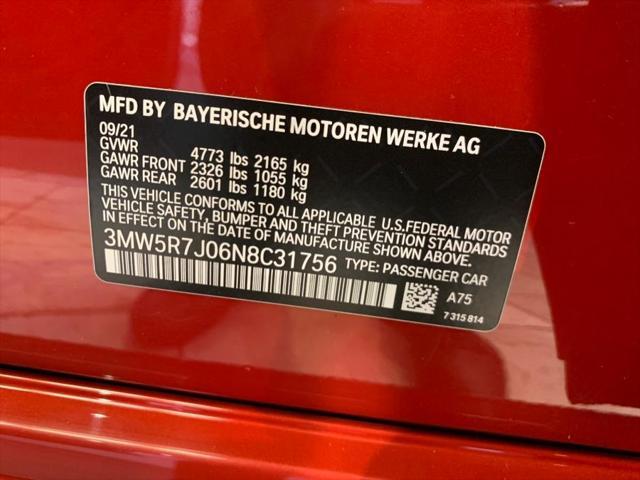 MFD BY BAYERISCHE MOTOREN WERKE AG
09/21
GVWR 4773 lbs 2165 kg
GAWR FRONT 2326 lbs 1055 kg
GAWR REAR 2601 lbs 1180 kg
THIS VEHICLE CONFORMS TO ALL APPLICABLE U.S.FEDERAL MOTOR
VEHICLE SAFETY, BUMPER AND THEFT PREVENTION STANDARDS
IN EFFECT ON THE DATE OF MANUFACTURE SHOWN ABOVE.
3MW5R7J06N8C31756 TYPE: PASSENGER CAR
A75
7 315 814